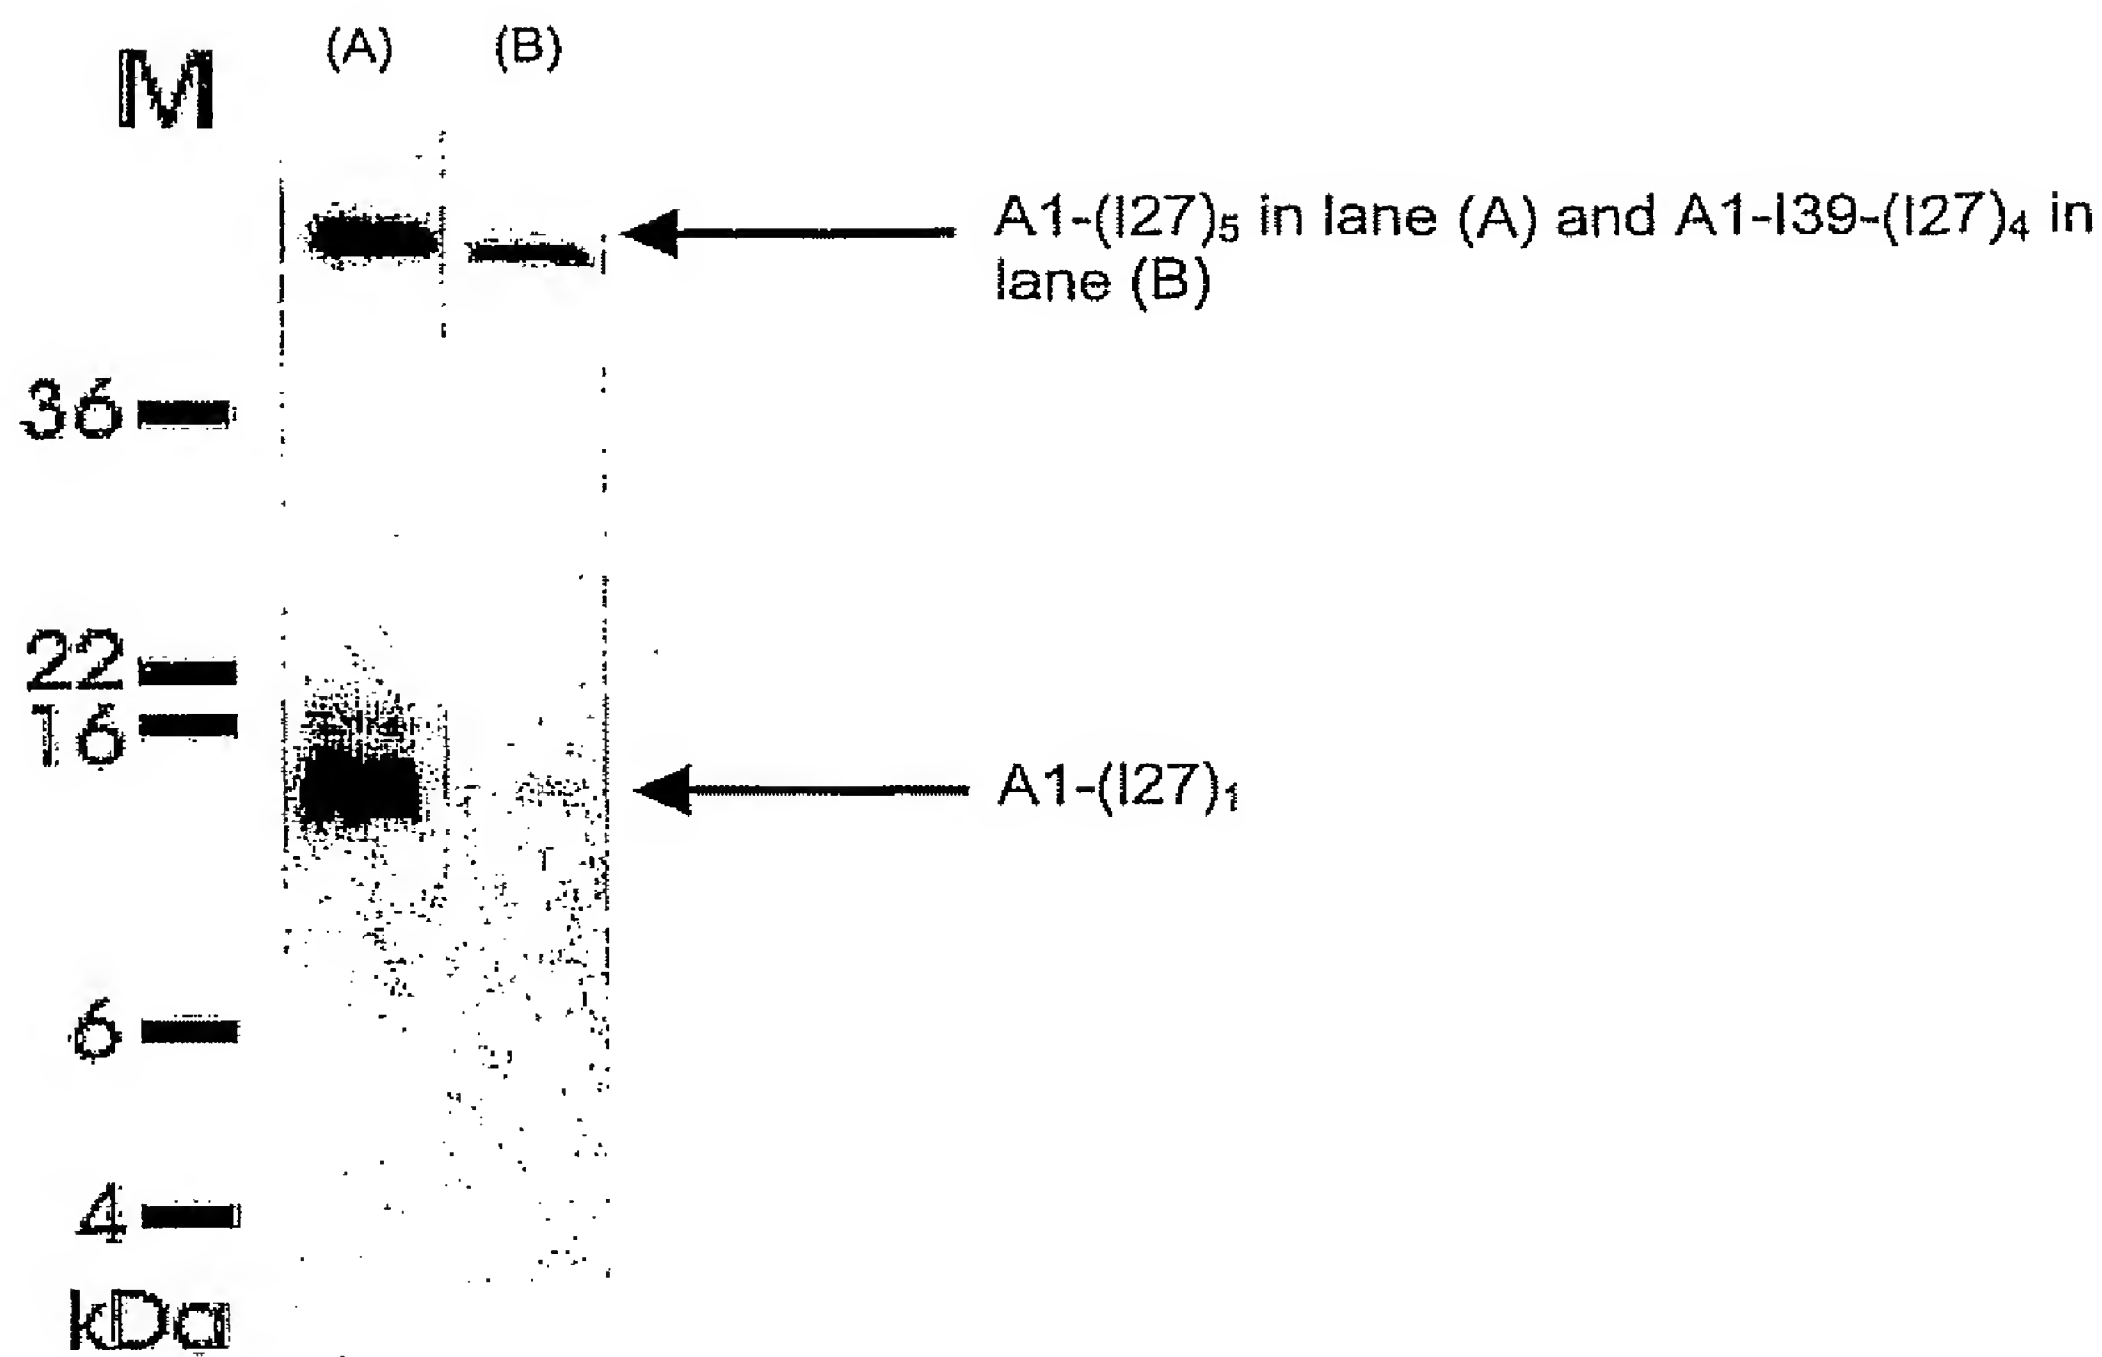 M (A) (B)
A1-(I27)₅ in lane (A) and A1-I39-(I27)₄ in
lane (B)
36
22
16
A1-(I27)₁
6
4
kDa